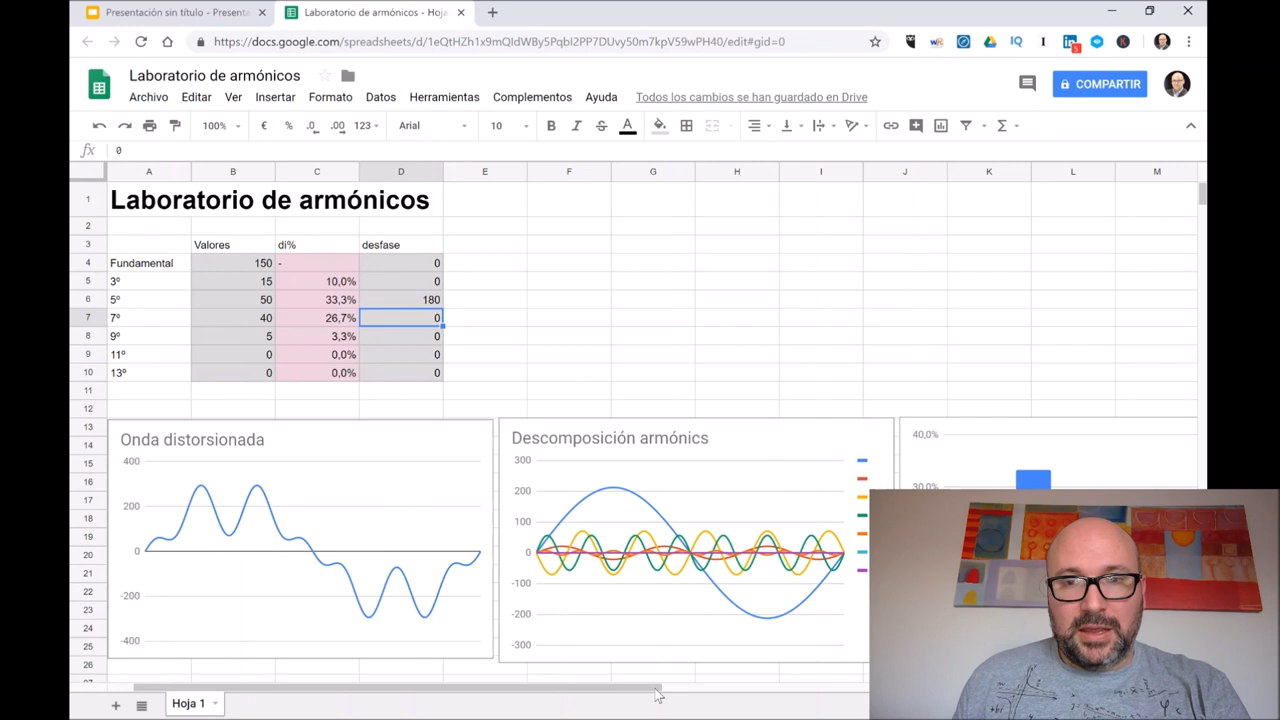 Presentación sin título - Presenta
Laboratorio de armónicos - Hoja
https://docs.google.com/spreadsheets/d/1eQtHZh1x9mQIdWBy5PqbI2PP7DUvy50m7kpV59wPH40/edit#gid=0
Laboratorio de armónicos
Archivo Editar Ver Insertar Formato Datos Herramientas Complementos Ayuda Todos los cambios se han guardado en Drive
COMPARTIR
100% € % .0 .00 123 Arial 10 B I S A
fx 0
A B C D E F G H I J K L M
1 Laboratorio de armónicos
2
3 Valores di% desfase
4 Fundamental 150 - 0
5 3º 15 10,0% 0
6 5º 50 33,3% 180
7 7º 40 26,7% 0
8 9º 5 3,3% 0
9 11º 0 0,0% 0
10 13º 0 0,0% 0
11
12
13
14
15
16
17
18
19
20
21
22
23
24
25
26
Onda distorsionada
400
200
0
-200
-400
Descomposición armónics
300
200
100
0
-100
-200
-300
40,0%
30,0%
Hoja 1